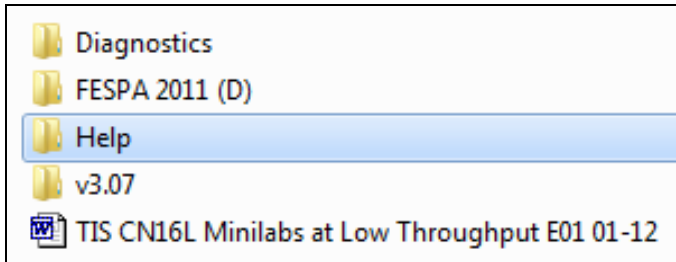 Diagnostics
FESPA 2011 (D)
Help
v3.07
TIS CN16L Minilabs at Low Throughput E01 01-12